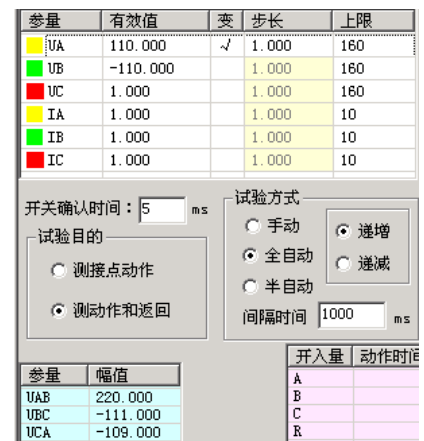 参量 有效值 变 步长 上限
UA 110.000 √ 1.000 160
UB -110.000 1.000 160
UC 1.000 1.000 160
IA 1.000 1.000 10
IB 1.000 1.000 10
IC 1.000 1.000 10
开关确认时间：5 ms
试验目的
测接点动作
测动作和返回
试验方式
手动
全自动
半自动
递增
递减
间隔时间 1000 ms
参量 幅值
UAB 220.000
UBC -111.000
UCA -109.000
开入量 动作时间
A
B
C
R